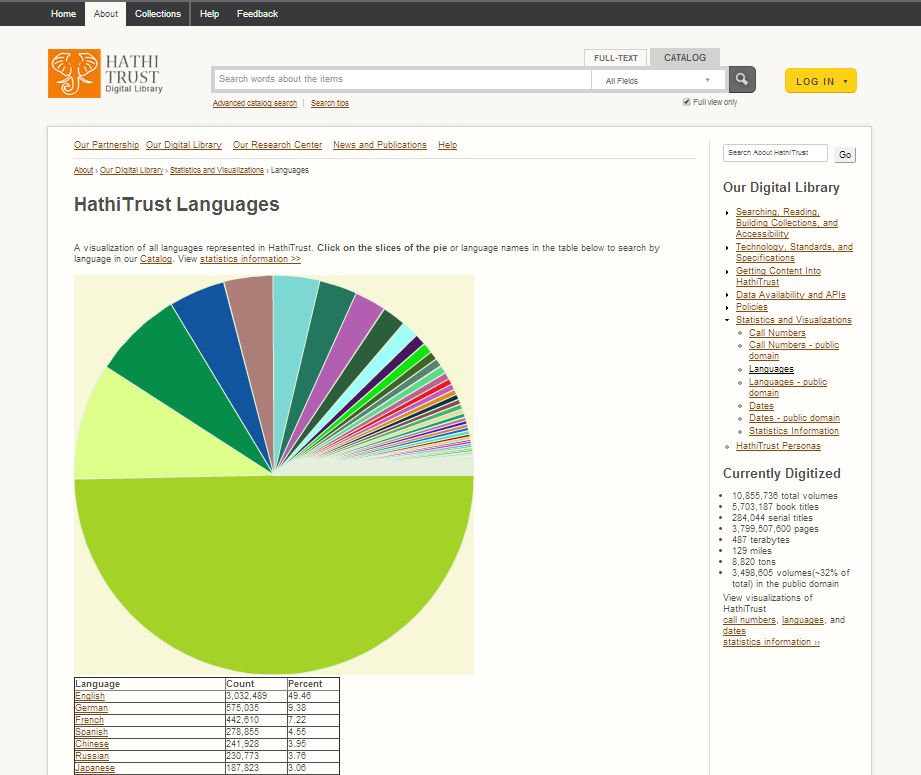 Home About Collections Help Feedback
HATHI
TRUST
Digital Library
FULL-TEXT CATALOG
Search words about the items All Fields
LOG IN
Advanced catalog search Search tips Full view only
Our Partnership Our Digital Library Our Research Center News and Publications Help
About › Our Digital Library › Statistics and Visualizations › Languages
HathiTrust Languages
A visualization of all languages represented in HathiTrust. Click on the slices of the pie or language names in the table below to search by
language in our Catalog. View statistics information >>
Language Count Percent
English 3,032,489 49.46
German 575,035 9.38
French 442,610 7.22
Spanish 278,855 4.55
Chinese 241,928 3.95
Russian 230,773 3.76
Japanese 187,823 3.06
Search About HathiTrust Go
Our Digital Library
Searching, Reading,
Building Collections, and
Accessibility
Technology, Standards, and
Specifications
Getting Content Into
HathiTrust
Data Availability and APIs
Policies
Statistics and Visualizations
Call Numbers
Call Numbers - public
domain
Languages
Languages - public
domain
Dates
Dates - public domain
Statistics Information
HathiTrust Personas
Currently Digitized
10,855,736 total volumes
5,703,187 book titles
284,044 serial titles
3,799,507,600 pages
487 terabytes
129 miles
8,820 tons
3,498,605 volumes(~32% of
total) in the public domain
View visualizations of
HathiTrust
call numbers, languages, and
dates
statistics information ››